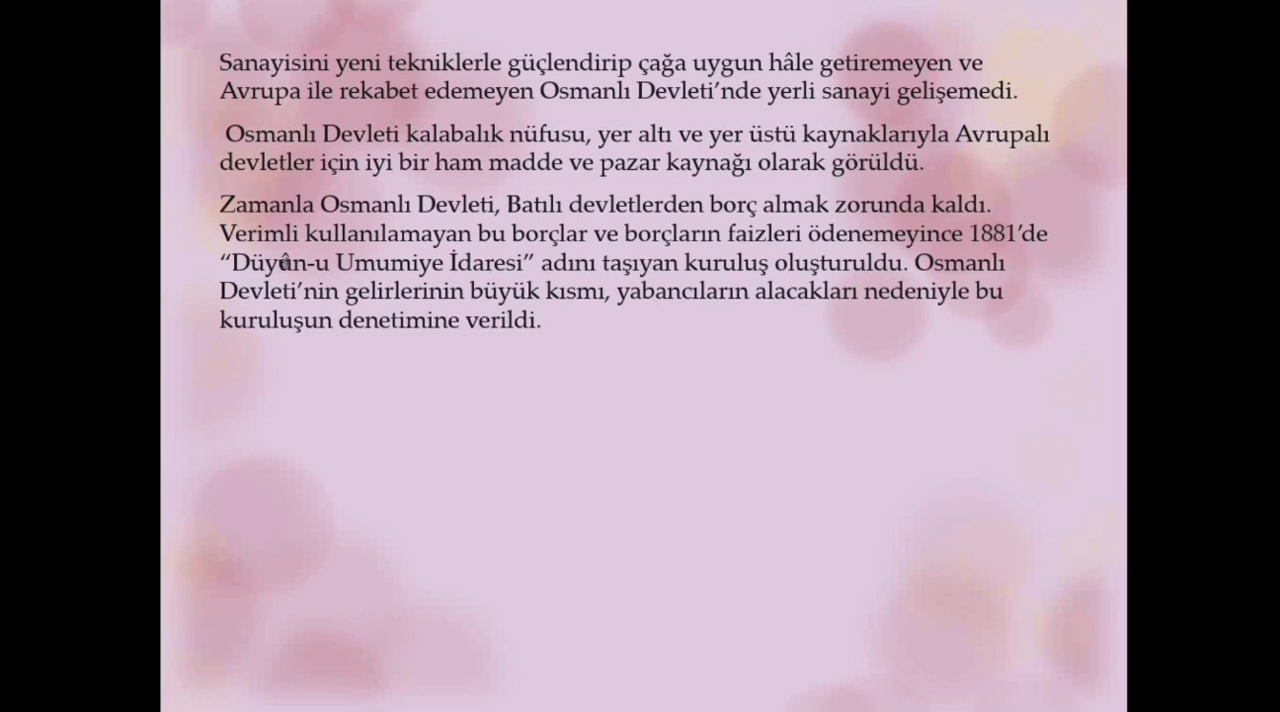 Sanayisini yeni tekniklerle güçlendirip çağa uygun hâle getiremeyen ve
Avrupa ile rekabet edemeyen Osmanlı Devleti’nde yerli sanayi gelişemedi.
Osmanlı Devleti kalabalık nüfusu, yer altı ve yer üstü kaynaklarıyla Avrupalı
devletler için iyi bir ham madde ve pazar kaynağı olarak görüldü.
Zamanla Osmanlı Devleti, Batılı devletlerden borç almak zorunda kaldı.
Verimli kullanılamayan bu borçlar ve borçların faizleri ödenemeyince 1881’de
“Düyûn-u Umumiye İdaresi” adını taşıyan kuruluş oluşturuldu. Osmanlı
Devleti’nin gelirlerinin büyük kısmı, yabancıların alacakları nedeniyle bu
kuruluşun denetimine verildi.